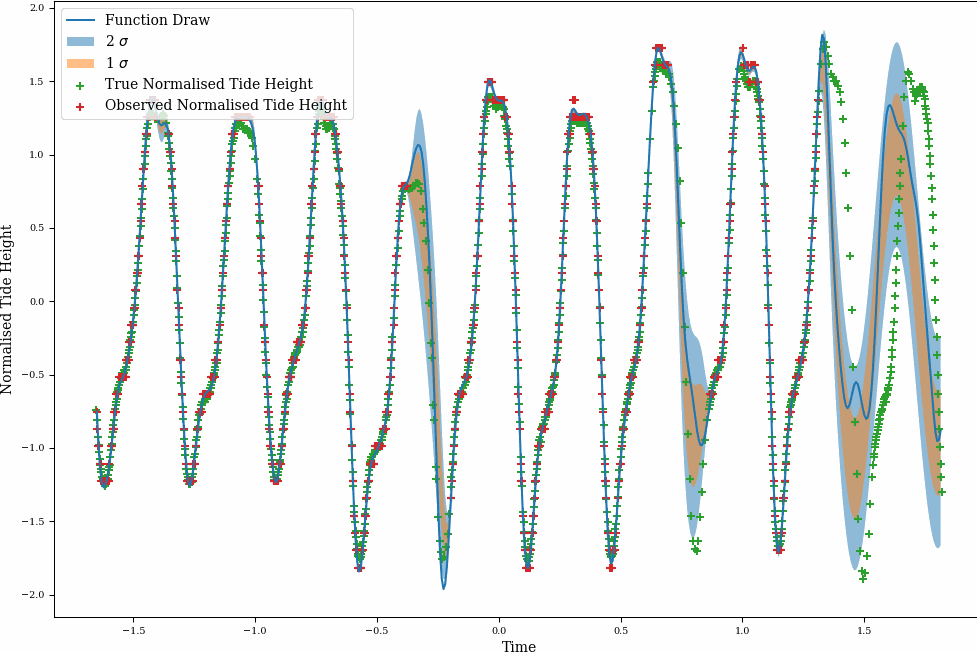 Function Draw
2 σ
1 σ
True Normalised Tide Height
Observed Normalised Tide Height
Normalised Tide Height
2.0
1.5
1.0
0.5
0.0
−0.5
−1.0
−1.5
−2.0
−1.5
−1.0
−0.5
0.0
0.5
1.0
1.5
Time